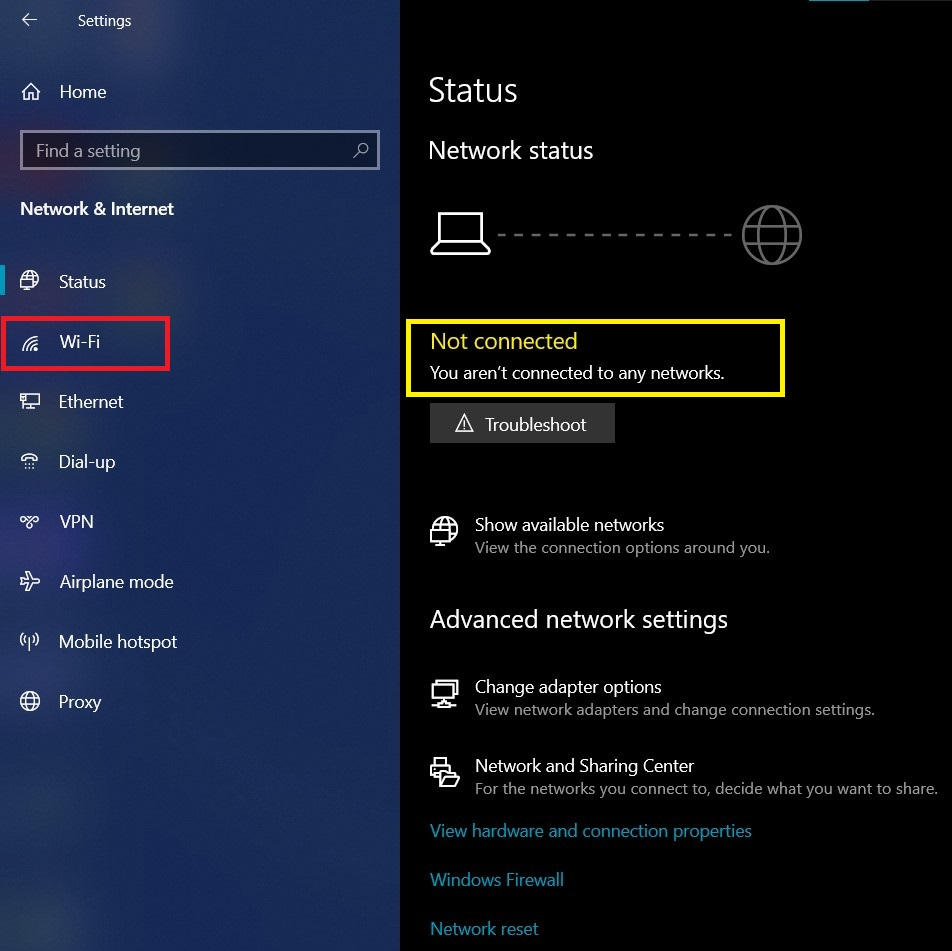 Settings
Home
Find a setting
Network & Internet
Status
Wi-Fi
Ethernet
Dial-up
VPN
Airplane mode
Mobile hotspot
Proxy
Status
Network status
Not connected
You aren't connected to any networks.
Troubleshoot
Show available networks
View the connection options around you.
Advanced network settings
Change adapter options
View network adapters and change connection settings.
Network and Sharing Center
For the networks you connect to, decide what you want to share.
View hardware and connection properties
Windows Firewall
Network reset